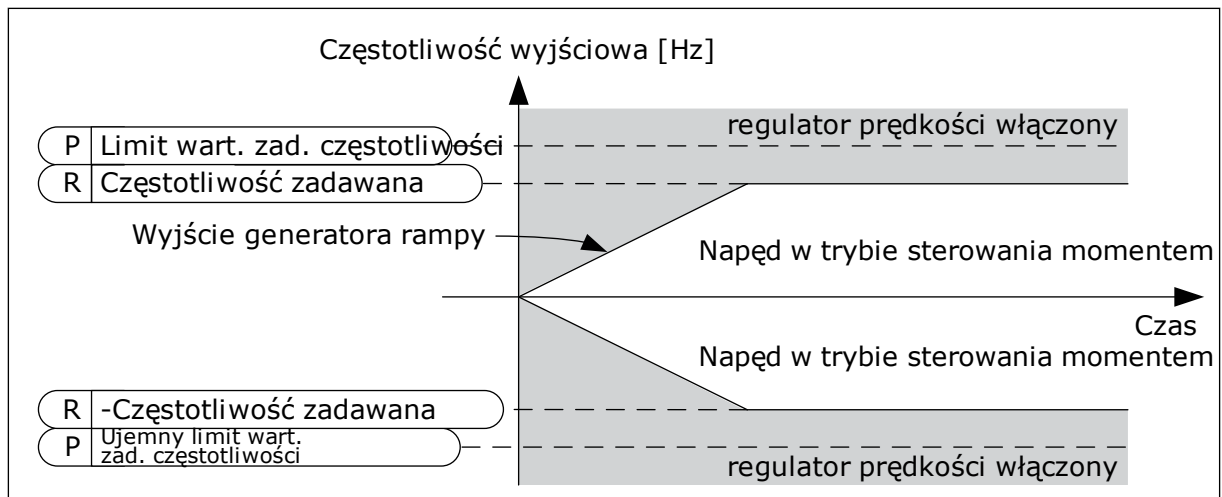 Częstotliwość wyjściowa [Hz]
regulator prędkości włączony
P Limit wart. zad. częstotliwości
R Częstotliwość zadawana
Wyjście generatora rampy
Napęd w trybie sterowania momentem
Czas
Napęd w trybie sterowania momentem
R -Częstotliwość zadawana
P Ujemny limit wart.
zad. częstotliwości
regulator prędkości włączony